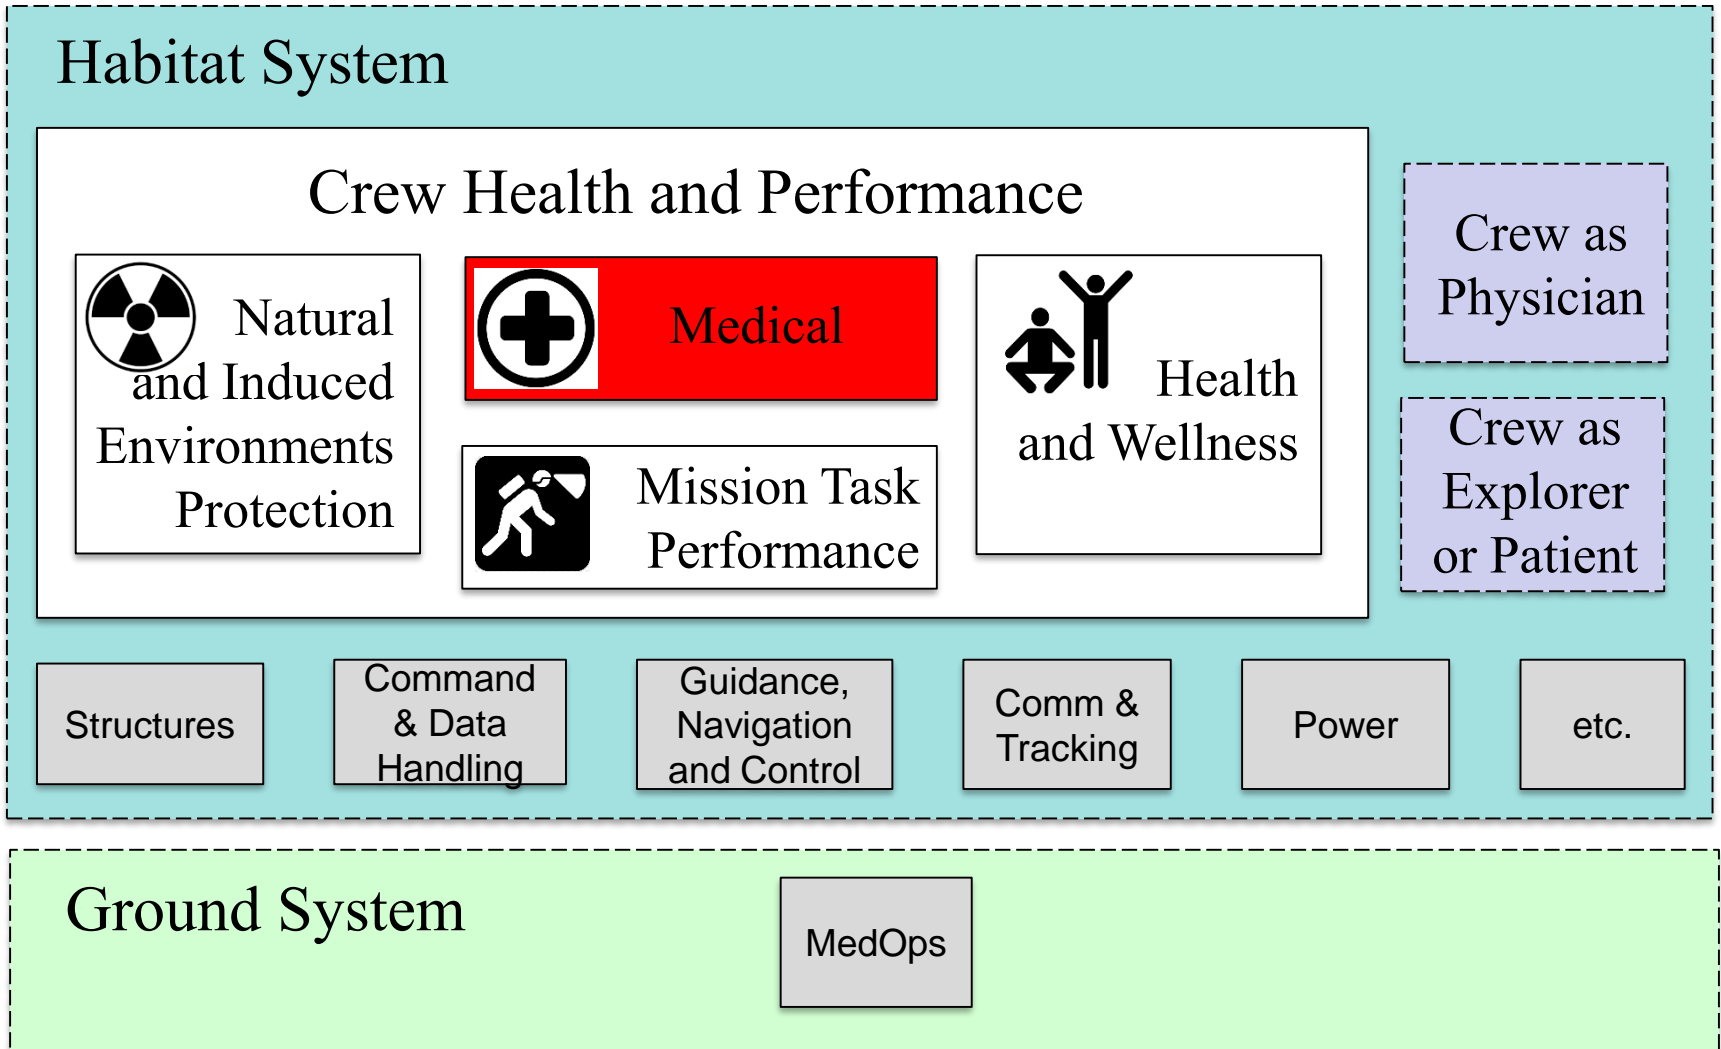 Habitat System
Crew Health and Performance
Natural
and Induced
Environments
Protection
Medical
Mission Task
Performance
Health
and Wellness
Crew as
Physician
Crew as
Explorer
or Patient
Structures
Command
& Data
Handling
Guidance,
Navigation
and Control
Comm &
Tracking
Power
etc.
Ground System
MedOps